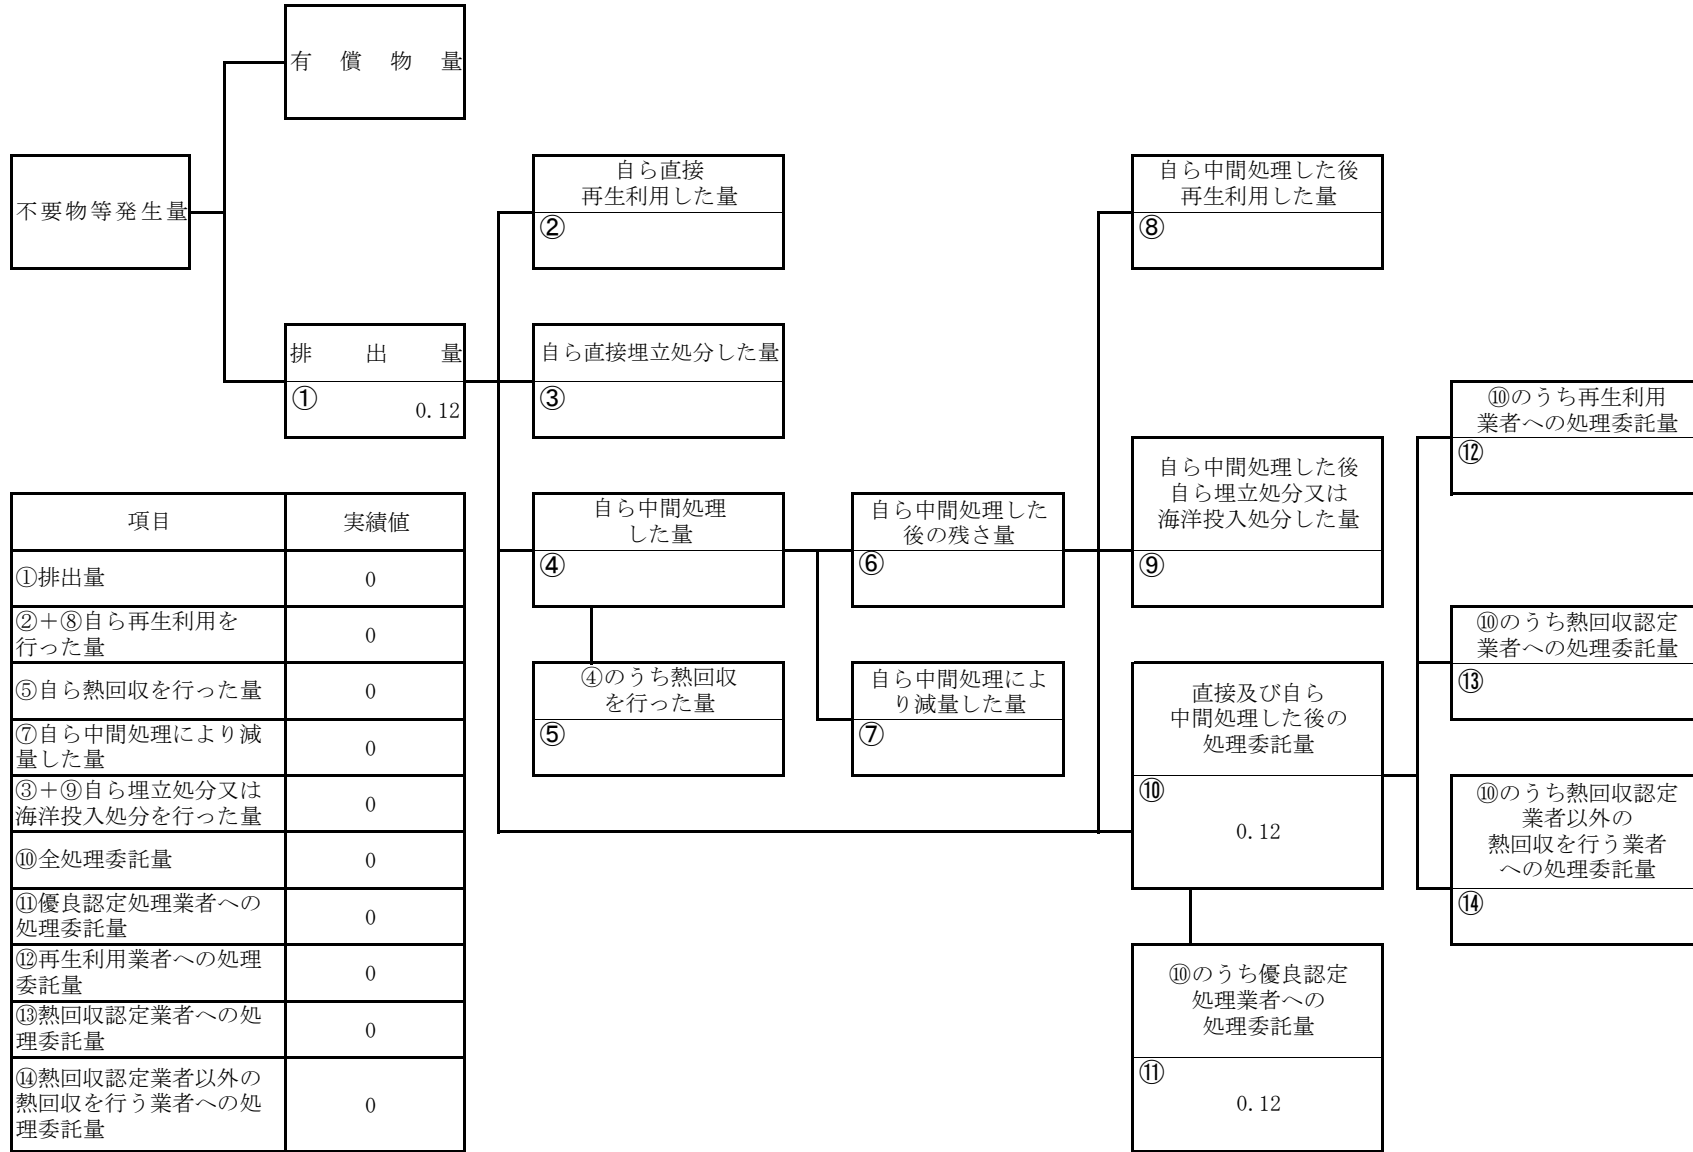 有償物量
不要物等発生量
自ら直接
再生利用した量
②
自ら中間処理した後
再生利用した量
⑧
排出量
①
0.12
自ら直接埋立処分した量
③
⑩のうち再生利用
業者への処理委託量
⑫
自ら中間処理
した量
④
自ら中間処理した
後の残さ量
⑥
自ら中間処理した後
自ら埋立処分又は
海洋投入処分した量
⑨
⑩のうち熱回収認定
業者への処理委託量
⑬
④のうち熱回収
を行った量
⑤
自ら中間処理によ
り減量した量
⑦
直接及び自ら
中間処理した後の
処理委託量
⑩
0.12
⑩のうち熱回収認定
業者以外の
熱回収を行う業者
への処理委託量
⑭
⑩のうち優良認定
処理業者への
処理委託量
⑪
0.12
項目 実績値
①排出量 0
②+⑧自ら再生利用を
行った量 0
⑤自ら熱回収を行った量 0
⑦自ら中間処理により減
量した量 0
③+⑨自ら埋立処分又は
海洋投入処分を行った量 0
⑩全処理委託量 0
⑪優良認定処理業者への
処理委託量 0
⑫再生利用業者への処理
委託量 0
⑬熱回収認定業者への処
理委託量 0
⑭熱回収認定業者以外の
熱回収を行う業者への処 0
理委託量